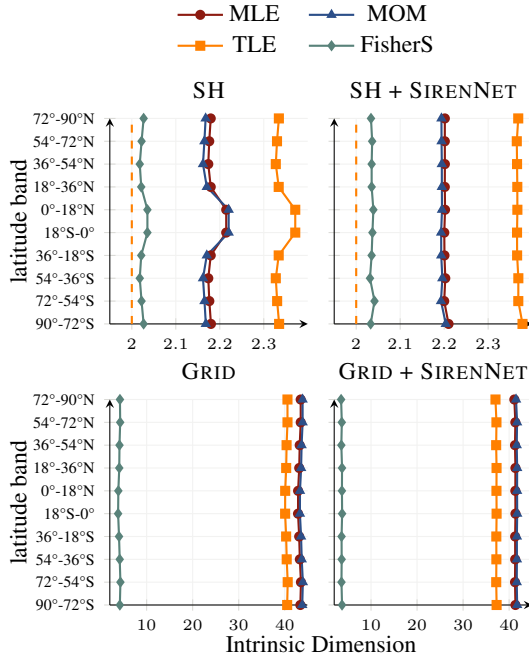 MLE MOM
TLE FisherS
SH SH + SIRENNET
latitude band
72°-90°N
54°-72°N
36°-54°N
18°-36°N
0°-18°N
18°S-0°
36°-18°S
54°-36°S
72°-54°S
90°-72°S
2 2.1 2.2 2.3 2 2.1 2.2 2.3
GRID GRID + SIRENNET
latitude band
72°-90°N
54°-72°N
36°-54°N
18°-36°N
0°-18°N
18°S-0°
36°-18°S
54°-36°S
72°-54°S
90°-72°S
10 20 30 40 10 20 30 40
Intrinsic Dimension